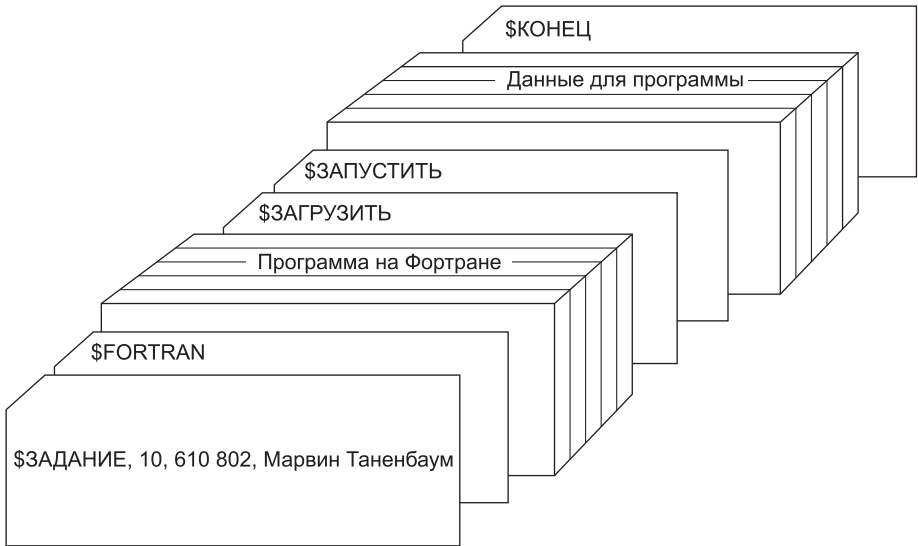 $КОНЕЦ
Данные для программы
$ЗАПУСТИТЬ
$ЗАГРУЗИТЬ
Программа на Фортране
$FORTRAN
$ЗАДАНИЕ, 10, 610 802, Марвин Таненбаум